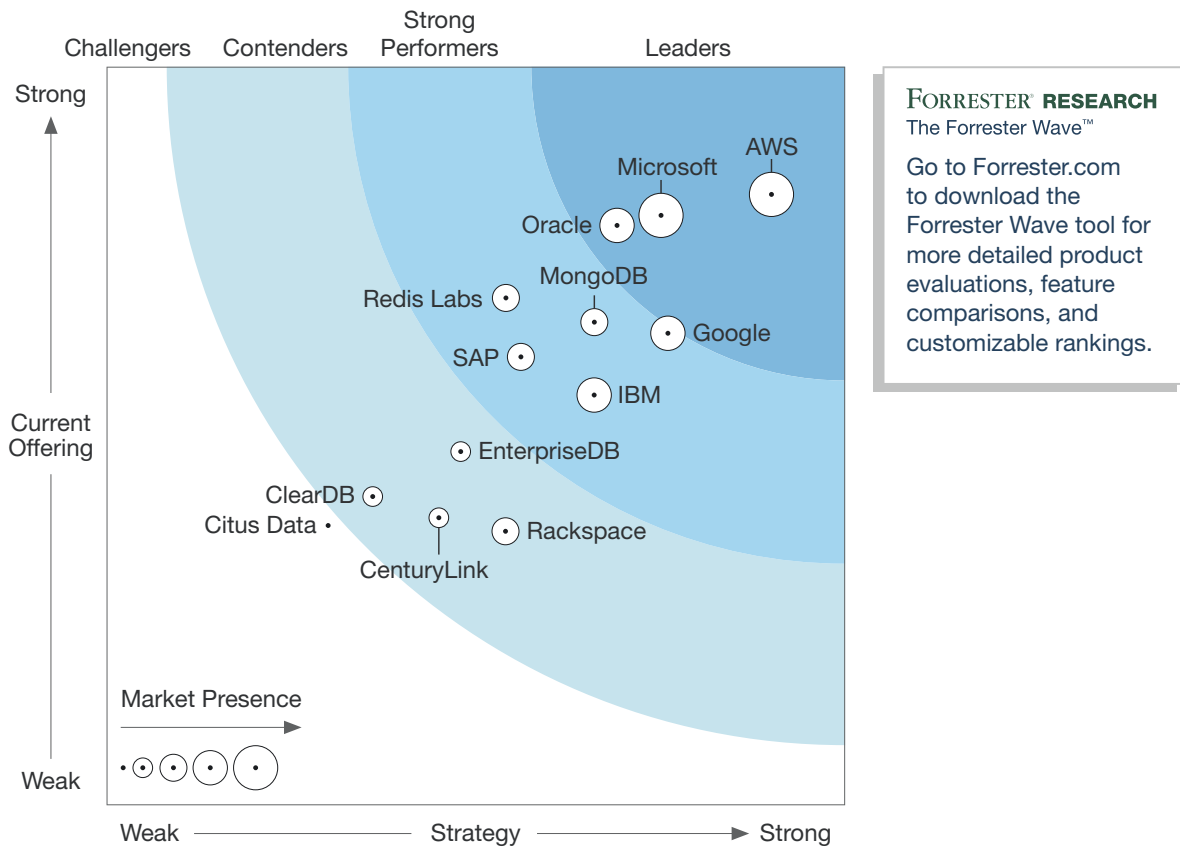 Challengers
Contenders
Strong
Performers
Leaders
Strong
Current
Offering
Weak
AWS
Microsoft
Oracle
MongoDB
Redis Labs
Google
SAP
IBM
EnterpriseDB
ClearDB
Citus Data
Rackspace
CenturyLink
Market Presence
Weak
Strategy
Strong
FORRESTER® RESEARCH
The Forrester Wave™
Go to Forrester.com
to download the
Forrester Wave tool for
more detailed product
evaluations, feature
comparisons, and
customizable rankings.